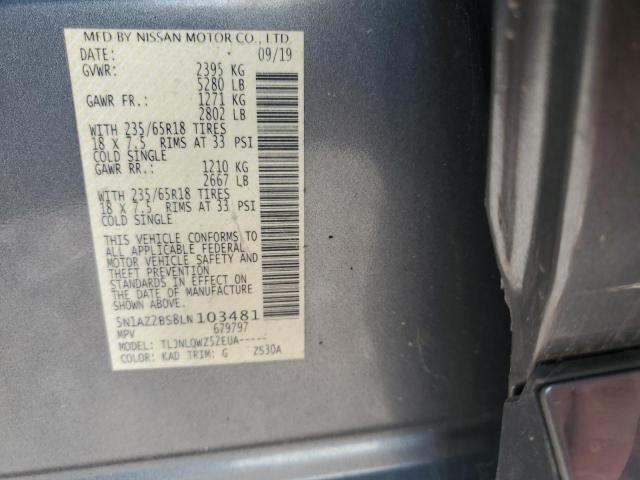 MFD BY NISSAN MOTOR CO., LTD
DATE: 09/19
GVWR: 2395 KG
5280 LB
GAWR FR.: 1271 KG
2802 LB
WITH 235/65R18 TIRES
18 X 7.5 RIMS AT 33 PSI
COLD SINGLE
GAWR RR.: 1210 KG
2667 LB
WITH 235/65R18 TIRES
18 X 7.5 RIMS AT 33 PSI
COLD SINGLE
THIS VEHICLE CONFORMS TO
ALL APPLICABLE FEDERAL
MOTOR VEHICLE SAFETY AND
THEFT PREVENTION
STANDARDS IN EFFECT ON THE
DATE OF MANUFACTURE
SHOWN ABOVE.
5N1AZ2BS8LN103481
MPV 679797
MODEL: TLJNLQWZ52EUA-----
COLOR: KAD TRIM: G ZS30A